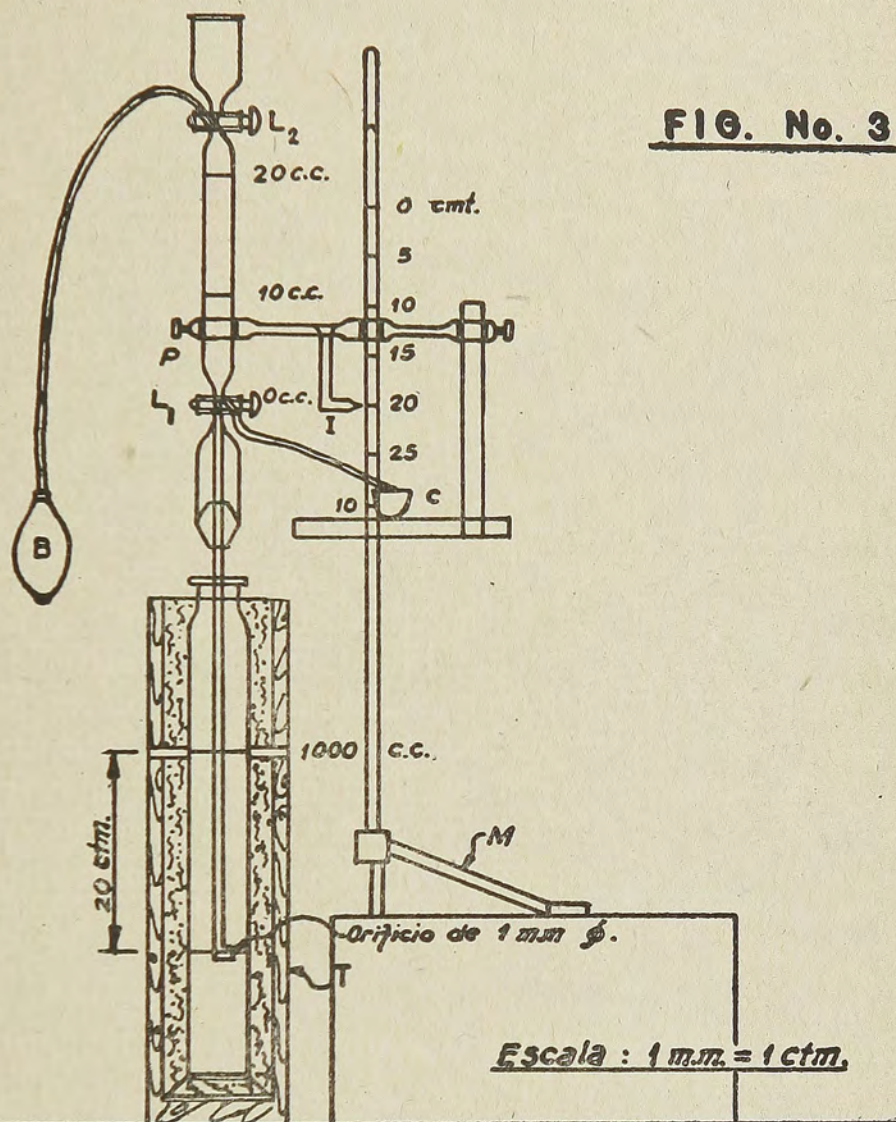 FIG. No. 3
L2
20 c.c.
0 cmt.
5
10 c.c.
10
P
15
L1
0 c.c.
I
20
25
10
C
B
1000 c.c.
20 ctm.
M
Orificio de 1 mm ø.
T
Escala : 1 m.m. = 1 ctm.